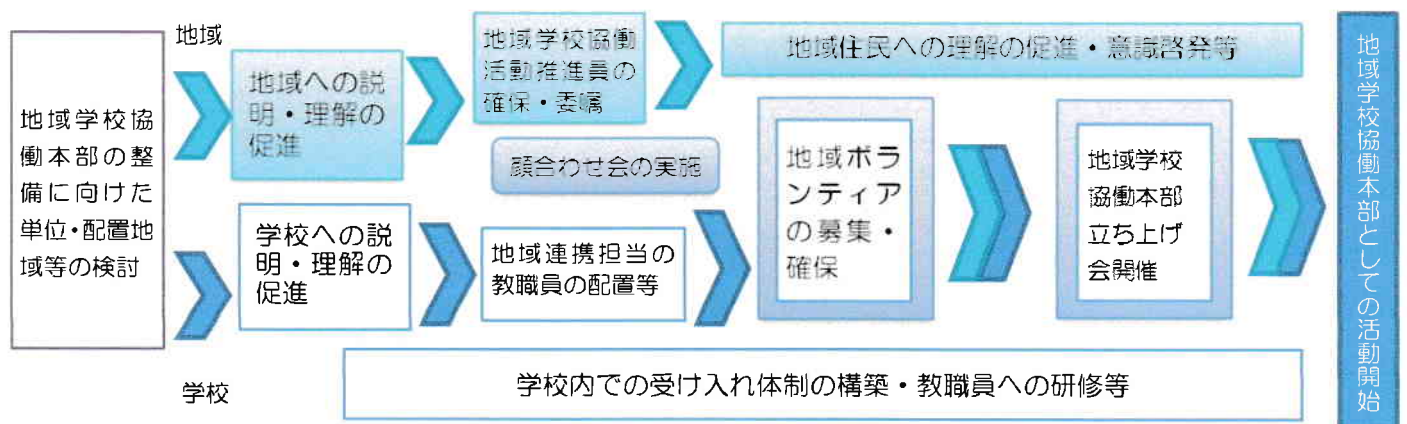 地域学校協
働本部の整
備に向けた
単位・配置地
域等の検討
地域
地域への説
明・理解の
促進
地域学校協働
活動推進員の
確保・委嘱
地域住民への理解の促進・意識啓発等
顔合わせ会の実施
学校への説
明・理解の
促進
地域連携担当の
教職員の配置等
地域ボラ
ンティア
の募集・
確保
地域学校
協働本部
立ち上げ
会開催
学校
学校内での受け入れ体制の構築・教職員への研修等
地域学校協働本部としての活動開始